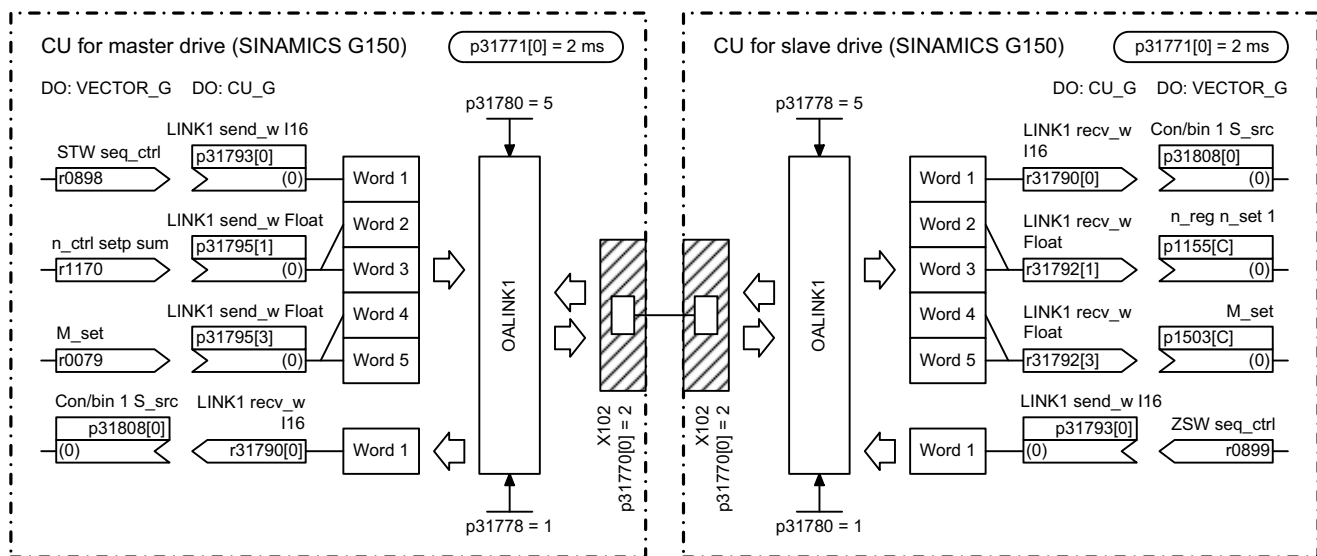 CU for master drive (SINAMICS G150)
p31771[0] = 2 ms
DO: VECTOR_G
DO: CU_G
p31780 = 5
LINK1 send_w I16
STW seq_ctrl
p31793[0]
r0898
(0)
Word 1
Word 2
LINK1 send_w Float
n_ctrl setp sum
p31795[1]
r1170
(0)
Word 3
Word 4
LINK1 send_w Float
M_set
p31795[3]
r0079
(0)
Word 5
Con/bin 1 S_src
LINK1 recv_w
I16
p31808[0]
(0)
r31790[0]
Word 1
OALINK1
p31778 = 1
X102
p31770[0] = 2
CU for slave drive (SINAMICS G150)
p31771[0] = 2 ms
DO: CU_G
DO: VECTOR_G
p31778 = 5
X102
p31770[0] = 2
OALINK1
LINK1 recv_w
I16
Con/bin 1 S_src
p31808[0]
Word 1
r31790[0]
(0)
Word 2
LINK1 recv_w
Float
n_reg n_set 1
p1155[C]
Word 3
r31792[1]
(0)
Word 4
LINK1 recv_w
Float
M_set
p1503[C]
Word 5
r31792[3]
(0)
LINK1 send_w I16
p31793[0]
ZSW seq_ctrl
Word 1
(0)
r0899
p31780 = 1